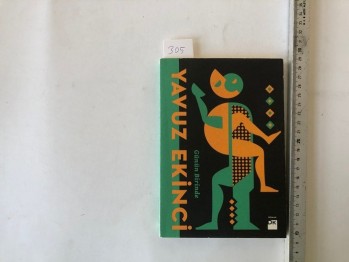 305
YAVUZ EKİNCİ
Günün Birinde